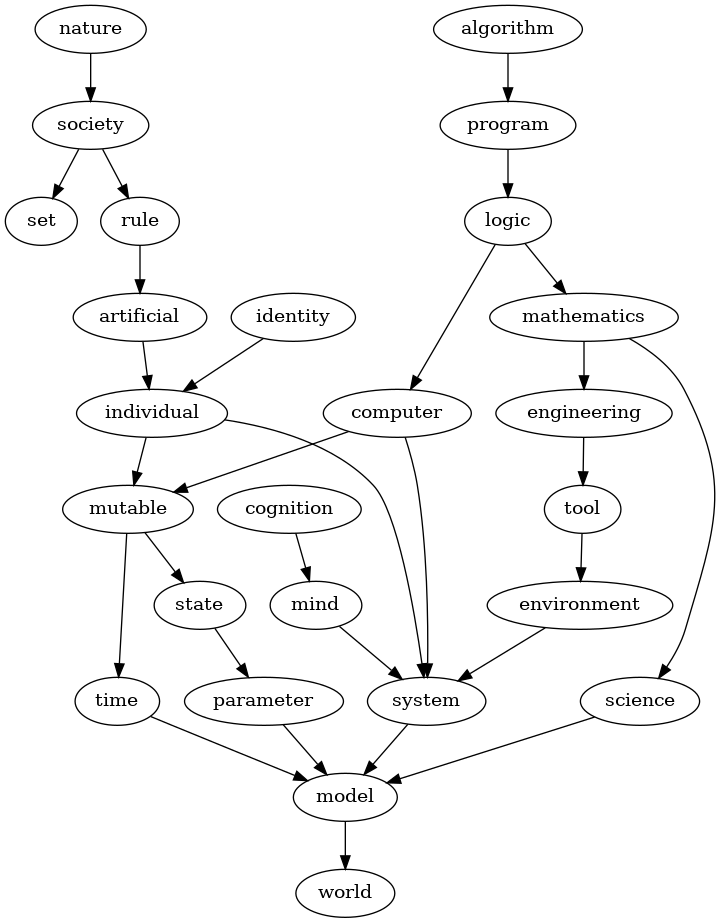 nature
algorithm
society
program
set
rule
logic
artificial
identity
mathematics
individual
computer
engineering
mutable
cognition
tool
state
mind
environment
time
parameter
system
science
model
world